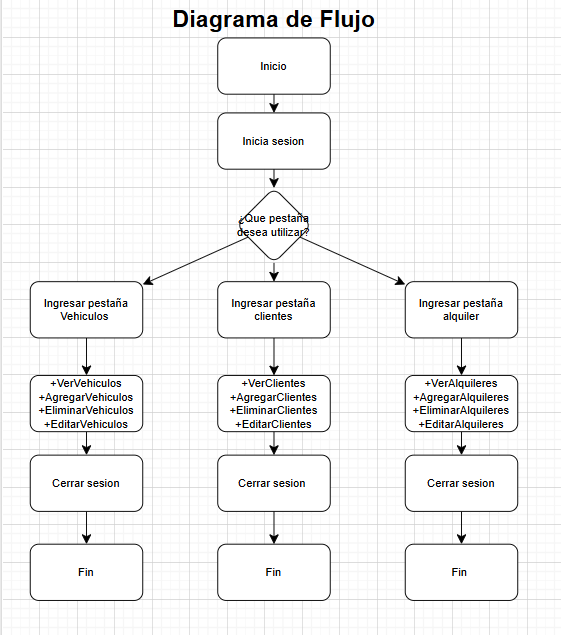 Diagrama de Flujo
Inicio
Inicia sesion
¿Que pestaña
desea utilizar?
Ingresar pestaña
Vehiculos
Ingresar pestaña
clientes
Ingresar pestaña
alquiler
+VerVehiculos
+AgregarVehiculos
+EliminarVehiculos
+EditarVehiculos
+VerClientes
+AgregarClientes
+EliminarClientes
+EditarClientes
+VerAlquileres
+AgregarAlquileres
+EliminarAlquileres
+EditarAlquileres
Cerrar sesion
Cerrar sesion
Cerrar sesion
Fin
Fin
Fin